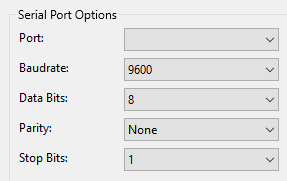 Serial Port Options
Port:
Baudrate: 9600
Data Bits: 8
Parity: None
Stop Bits: 1